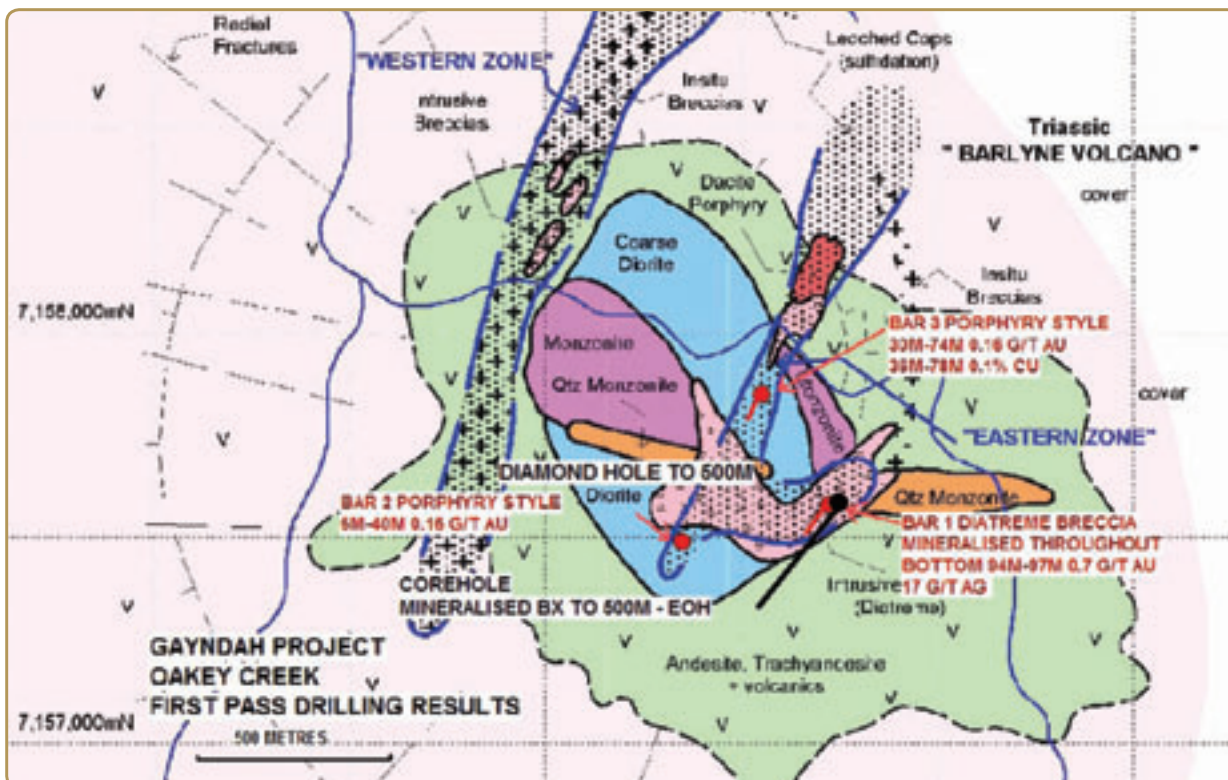 Radial
Fractures
"WESTERN ZONE"
Intrusive
Breccias
Insitu
Breccias
Leached Caps
(sulfidation)
Triassic
" BARLYNE VOLCANO "
cover
Dacite
Porphyry
Coarse
Diorite
Insitu
Breccias
7,158,000mN
BAR 3 PORPHYRY STYLE
30M-74M 0.16 G/T AU
36M-78M 0.1% CU
Monzonite
Qtz Monzonite
Monzonite
cover
"EASTERN ZONE"
DIAMOND HOLE TO 500M
Diorite
Qtz Monzonite
BAR 2 PORPHYRY STYLE
6M-40M 0.16 G/T AU
BAR 1 DIATREME BRECCIA
MINERALISED THROUGHOUT
BOTTOM 94M-97M 0.7 G/T AU
17 G/T AG
Intrusive
(Diatreme)
COREHOLE
MINERALISED BX TO 500M - EOH
GAYNDAH PROJECT
OAKEY CREEK
FIRST PASS DRILLING RESULTS
Andesite, Trachyandesite
+ volcanics
7,157,000mN
500 METRES